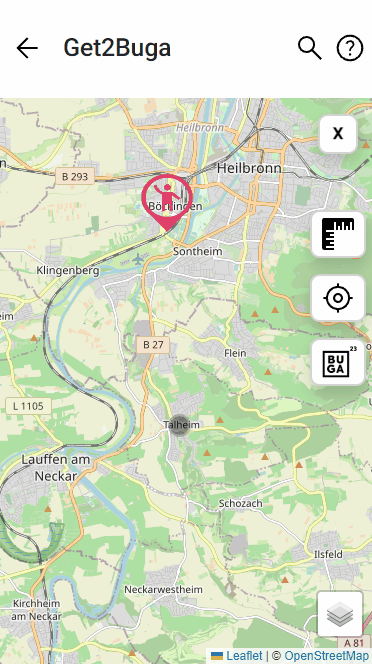 Get2Buga
Heilbronn
X
B 293
Heilbronn
Sontheim
Klingenberg
23
BU
GA
B 27
Flein
L 1105
Talheim
Lauffen am
Neckar
Schozach
Ilsfeld
Neckarwestheim
Kirchheim
am Neckar
A 81
Leaflet | © OpenStreetMap